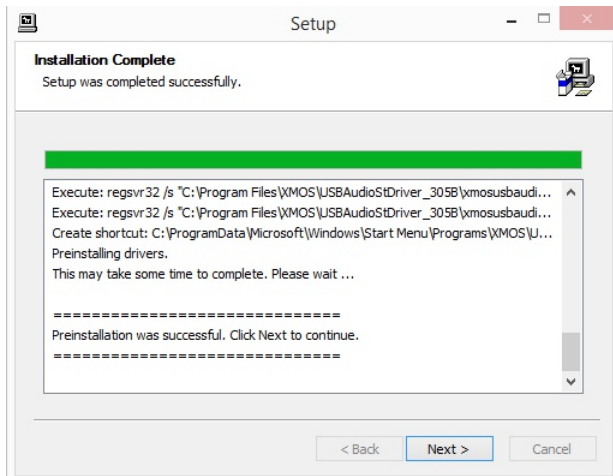 Setup
Installation Complete
Setup was completed successfully.
Execute: regsvr32 /s "C:\Program Files\XMOS\USBAudioStDriver_305B\xmosusbaudi...
Execute: regsvr32 /s "C:\Program Files\XMOS\USBAudioStDriver_305B\xmosusbaudi...
Create shortcut: C:\ProgramData\Microsoft\Windows\Start Menu\Programs\XMOS\U...
Preinstalling drivers.
This may take some time to complete. Please wait ...
==============================
Preinstallation was successful. Click Next to continue.
==============================
< Back Next > Cancel